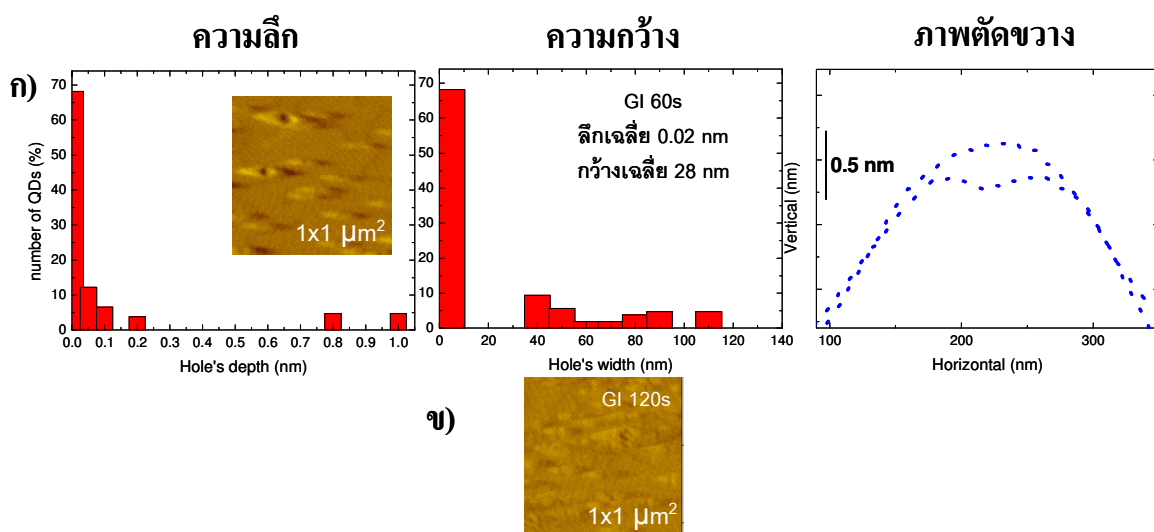 ความลึก
ความกว้าง
ภาพตัดขวาง
ก)
number of QDs (%)
70
60
50
40
30
20
10
0
1x1 µm²
0.0 0.1 0.2 0.3 0.4 0.5 0.6 0.7 0.8 0.9 1.0
Hole's depth (nm)
70
60
50
40
30
20
10
0
GI 60s
ลึกเฉลี่ย 0.02 nm
กว้างเฉลี่ย 28 nm
0 20 40 60 80 100 120 140
Hole's width (nm)
Vertical (nm)
0.5 nm
100 200 300
Horizontal (nm)
ข)
GI 120s
1x1 µm²